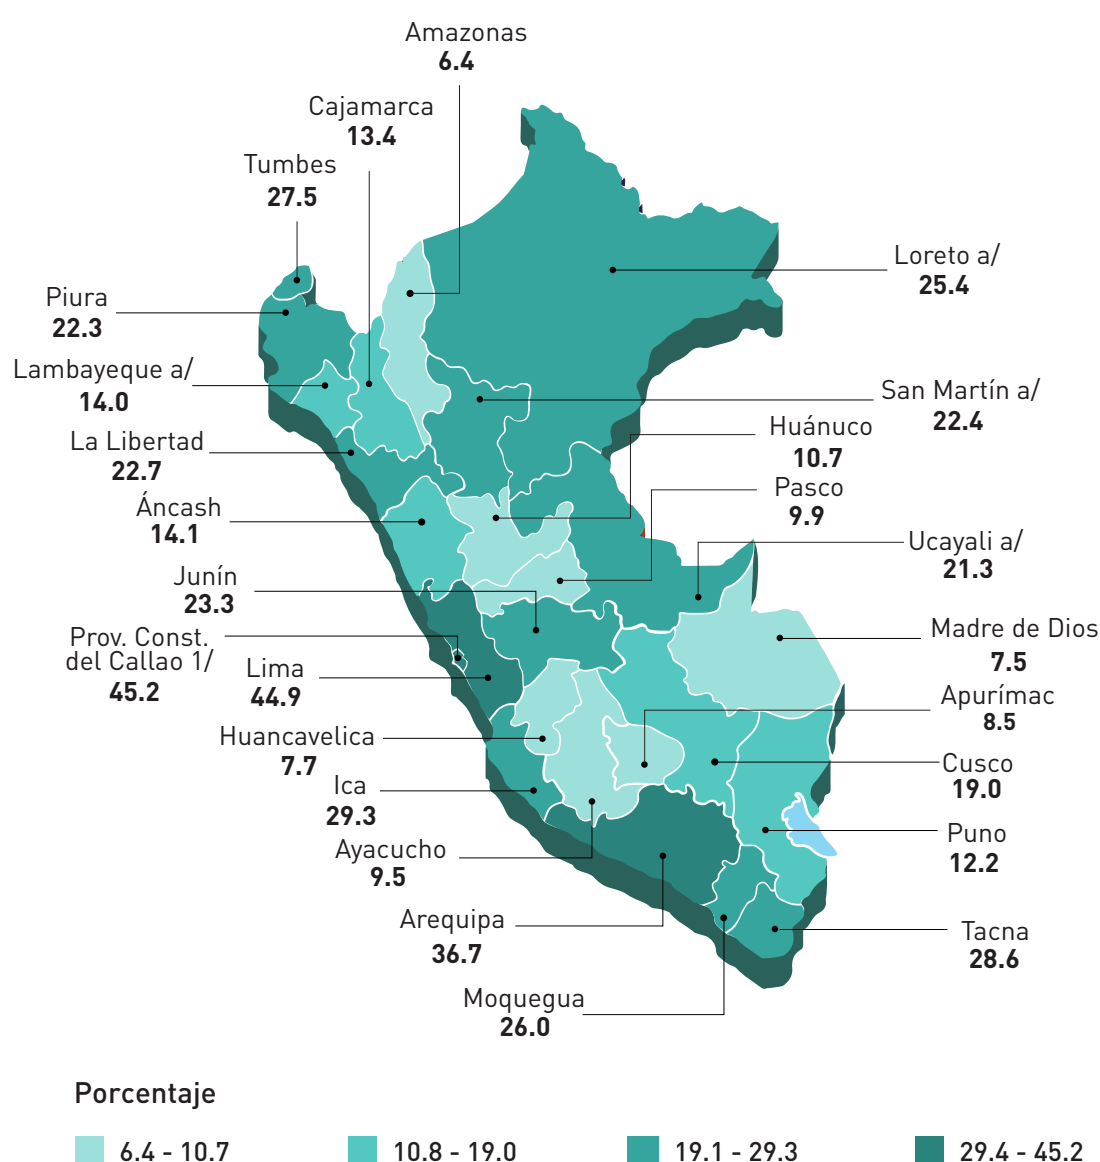 Amazonas
6.4
Cajamarca
13.4
Tumbes
27.5
Loreto a/
25.4
Piura
22.3
Lambayeque a/
14.0
San Martín a/
22.4
La Libertad
22.7
Huánuco
10.7
Pasco
9.9
Áncash
14.1
Ucayali a/
21.3
Junín
23.3
Prov. Const.
del Callao 1/
45.2
Madre de Dios
7.5
Lima
44.9
Apurímac
8.5
Huancavelica
7.7
Cusco
19.0
Ica
29.3
Puno
12.2
Ayacucho
9.5
Arequipa
36.7
Tacna
28.6
Moquegua
26.0
Porcentaje
6.4 - 10.7
10.8 - 19.0
19.1 - 29.3
29.4 - 45.2